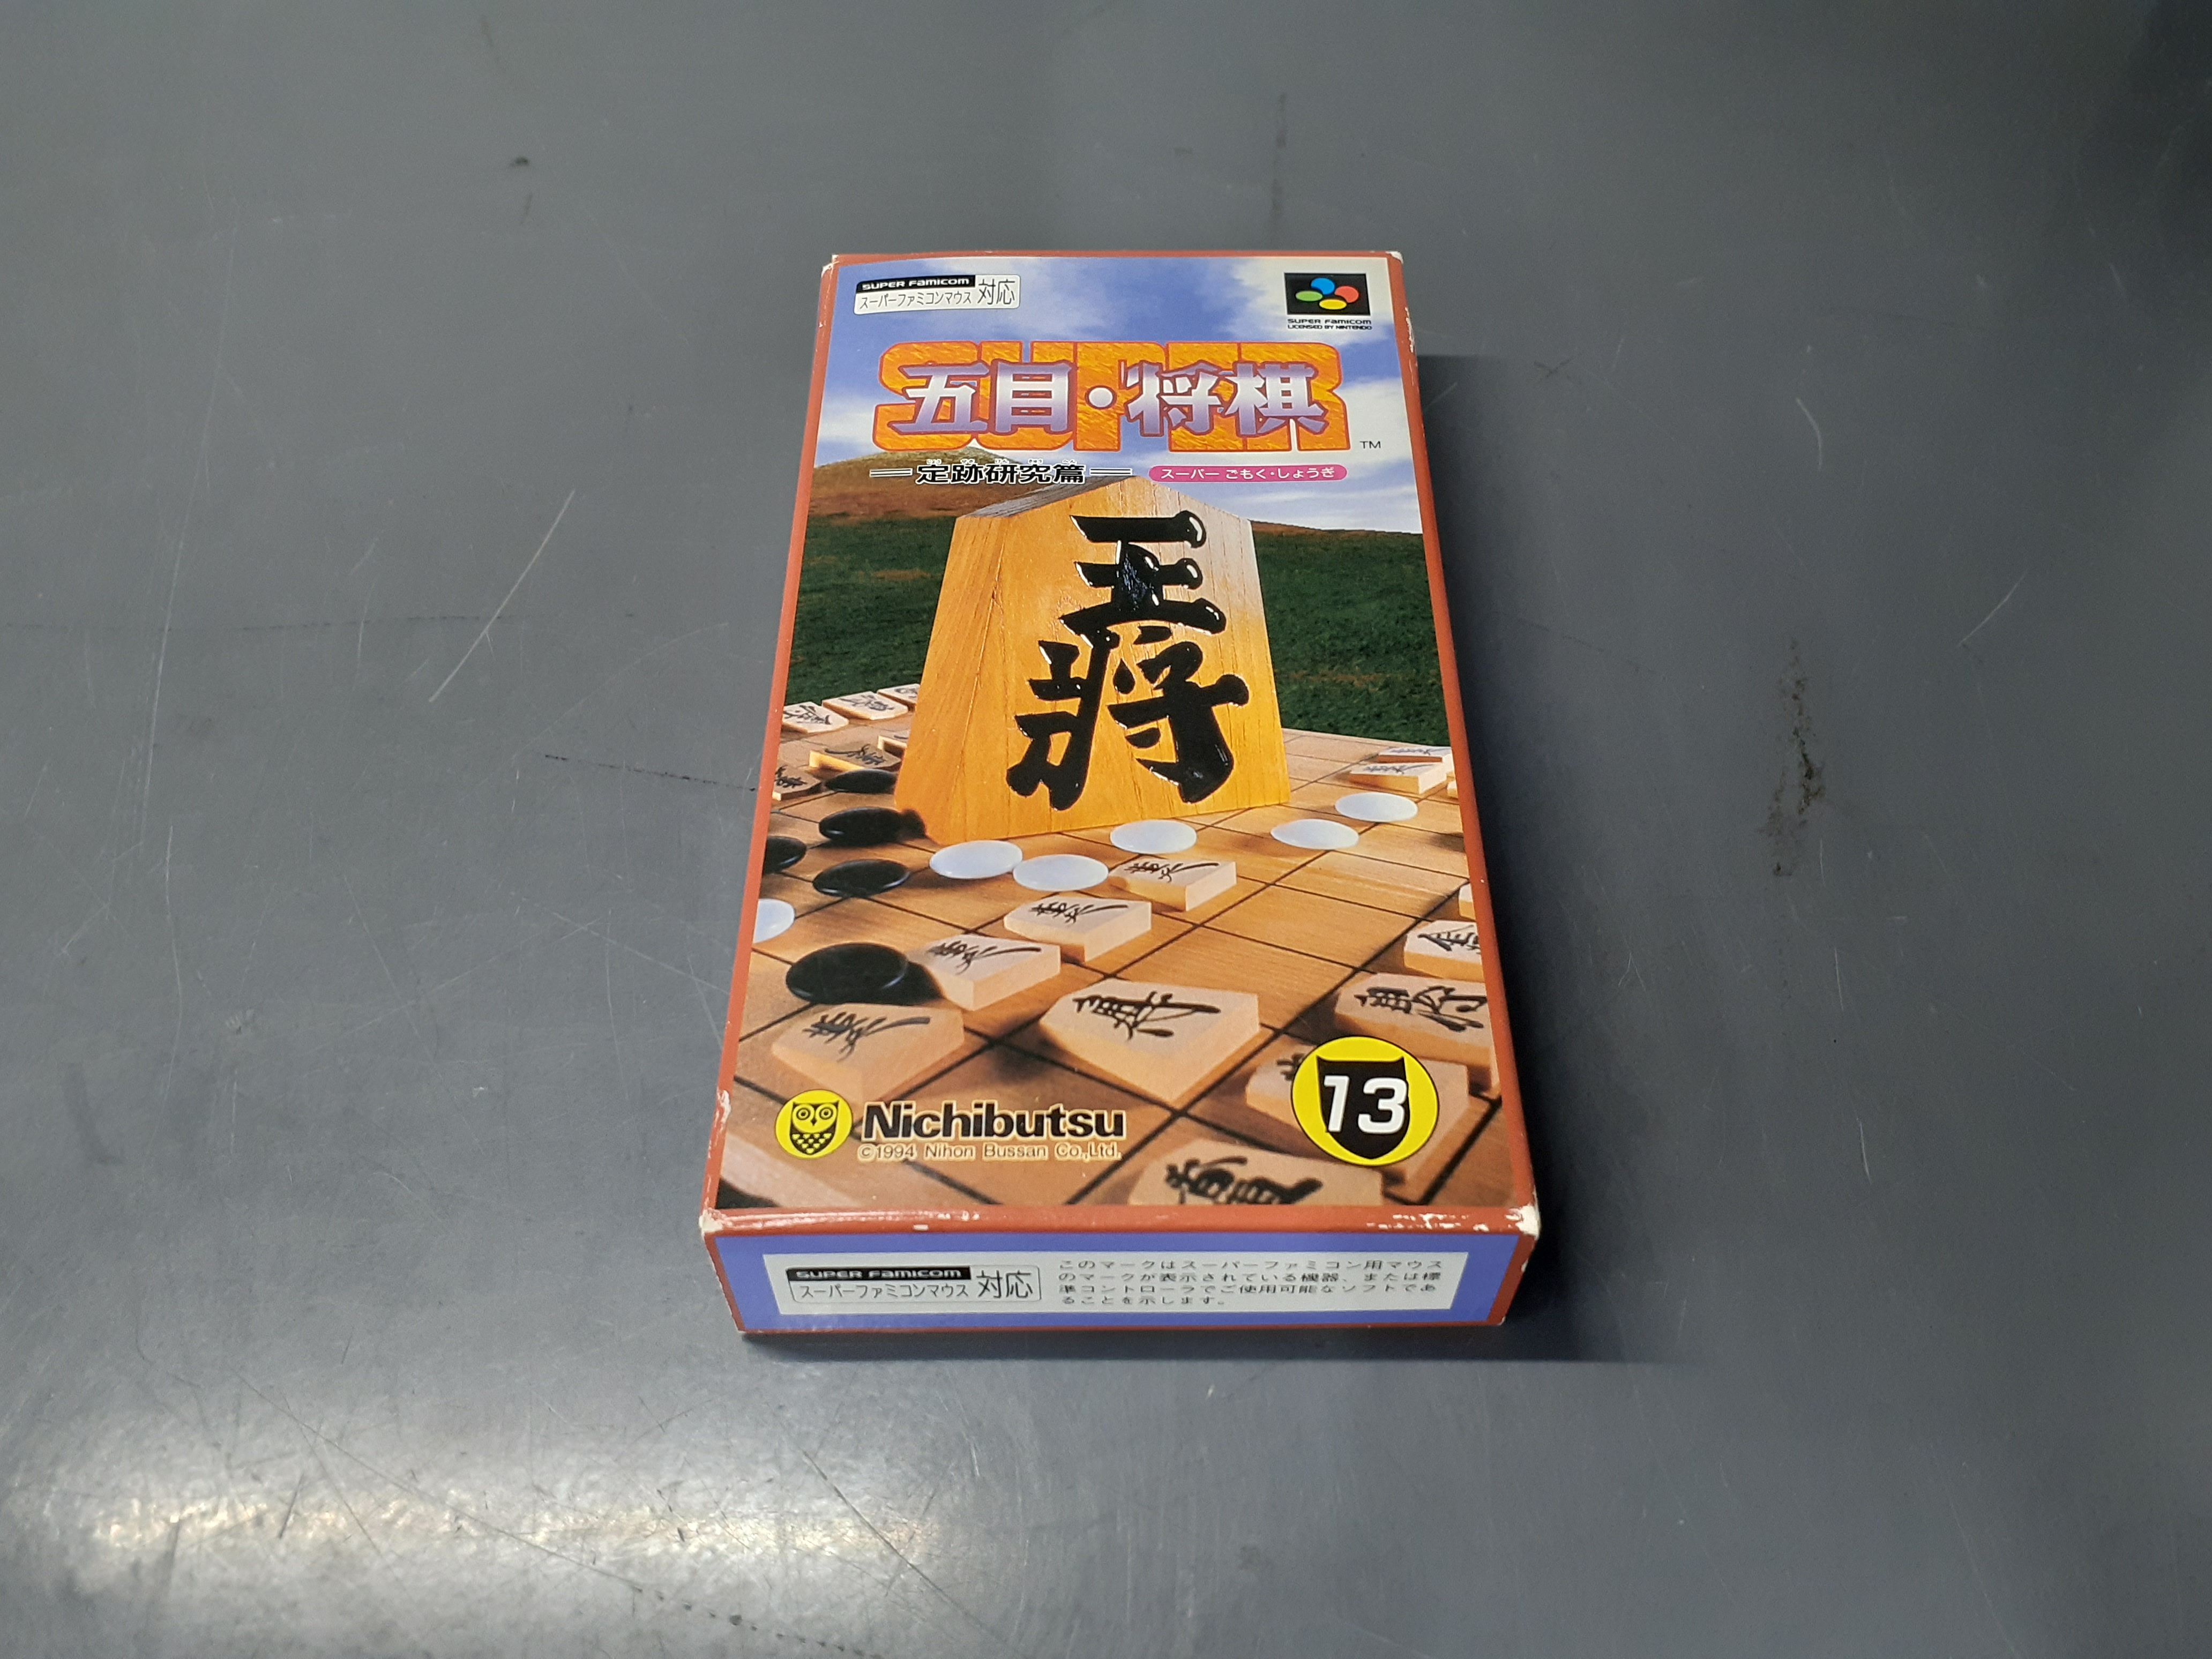 SUPER FAMICOM
スーパーファミコンマウス 対応
SUPER FAMICOM
LICENSED BY NINTENDO
SUPER
五目・将棋
TM
定跡研究篇
スーパー ごもく・しょうぎ
王將
13
Nichibutsu
©1994 Nihon Bussan Co.,Ltd.
SUPER FAMICOM
スーパーファミコンマウス 対応
このマークはスーパーファミコン用マウス
のマークが表示されている機器、または標
準コントローラでご使用可能なソフトであ
ることを示します。